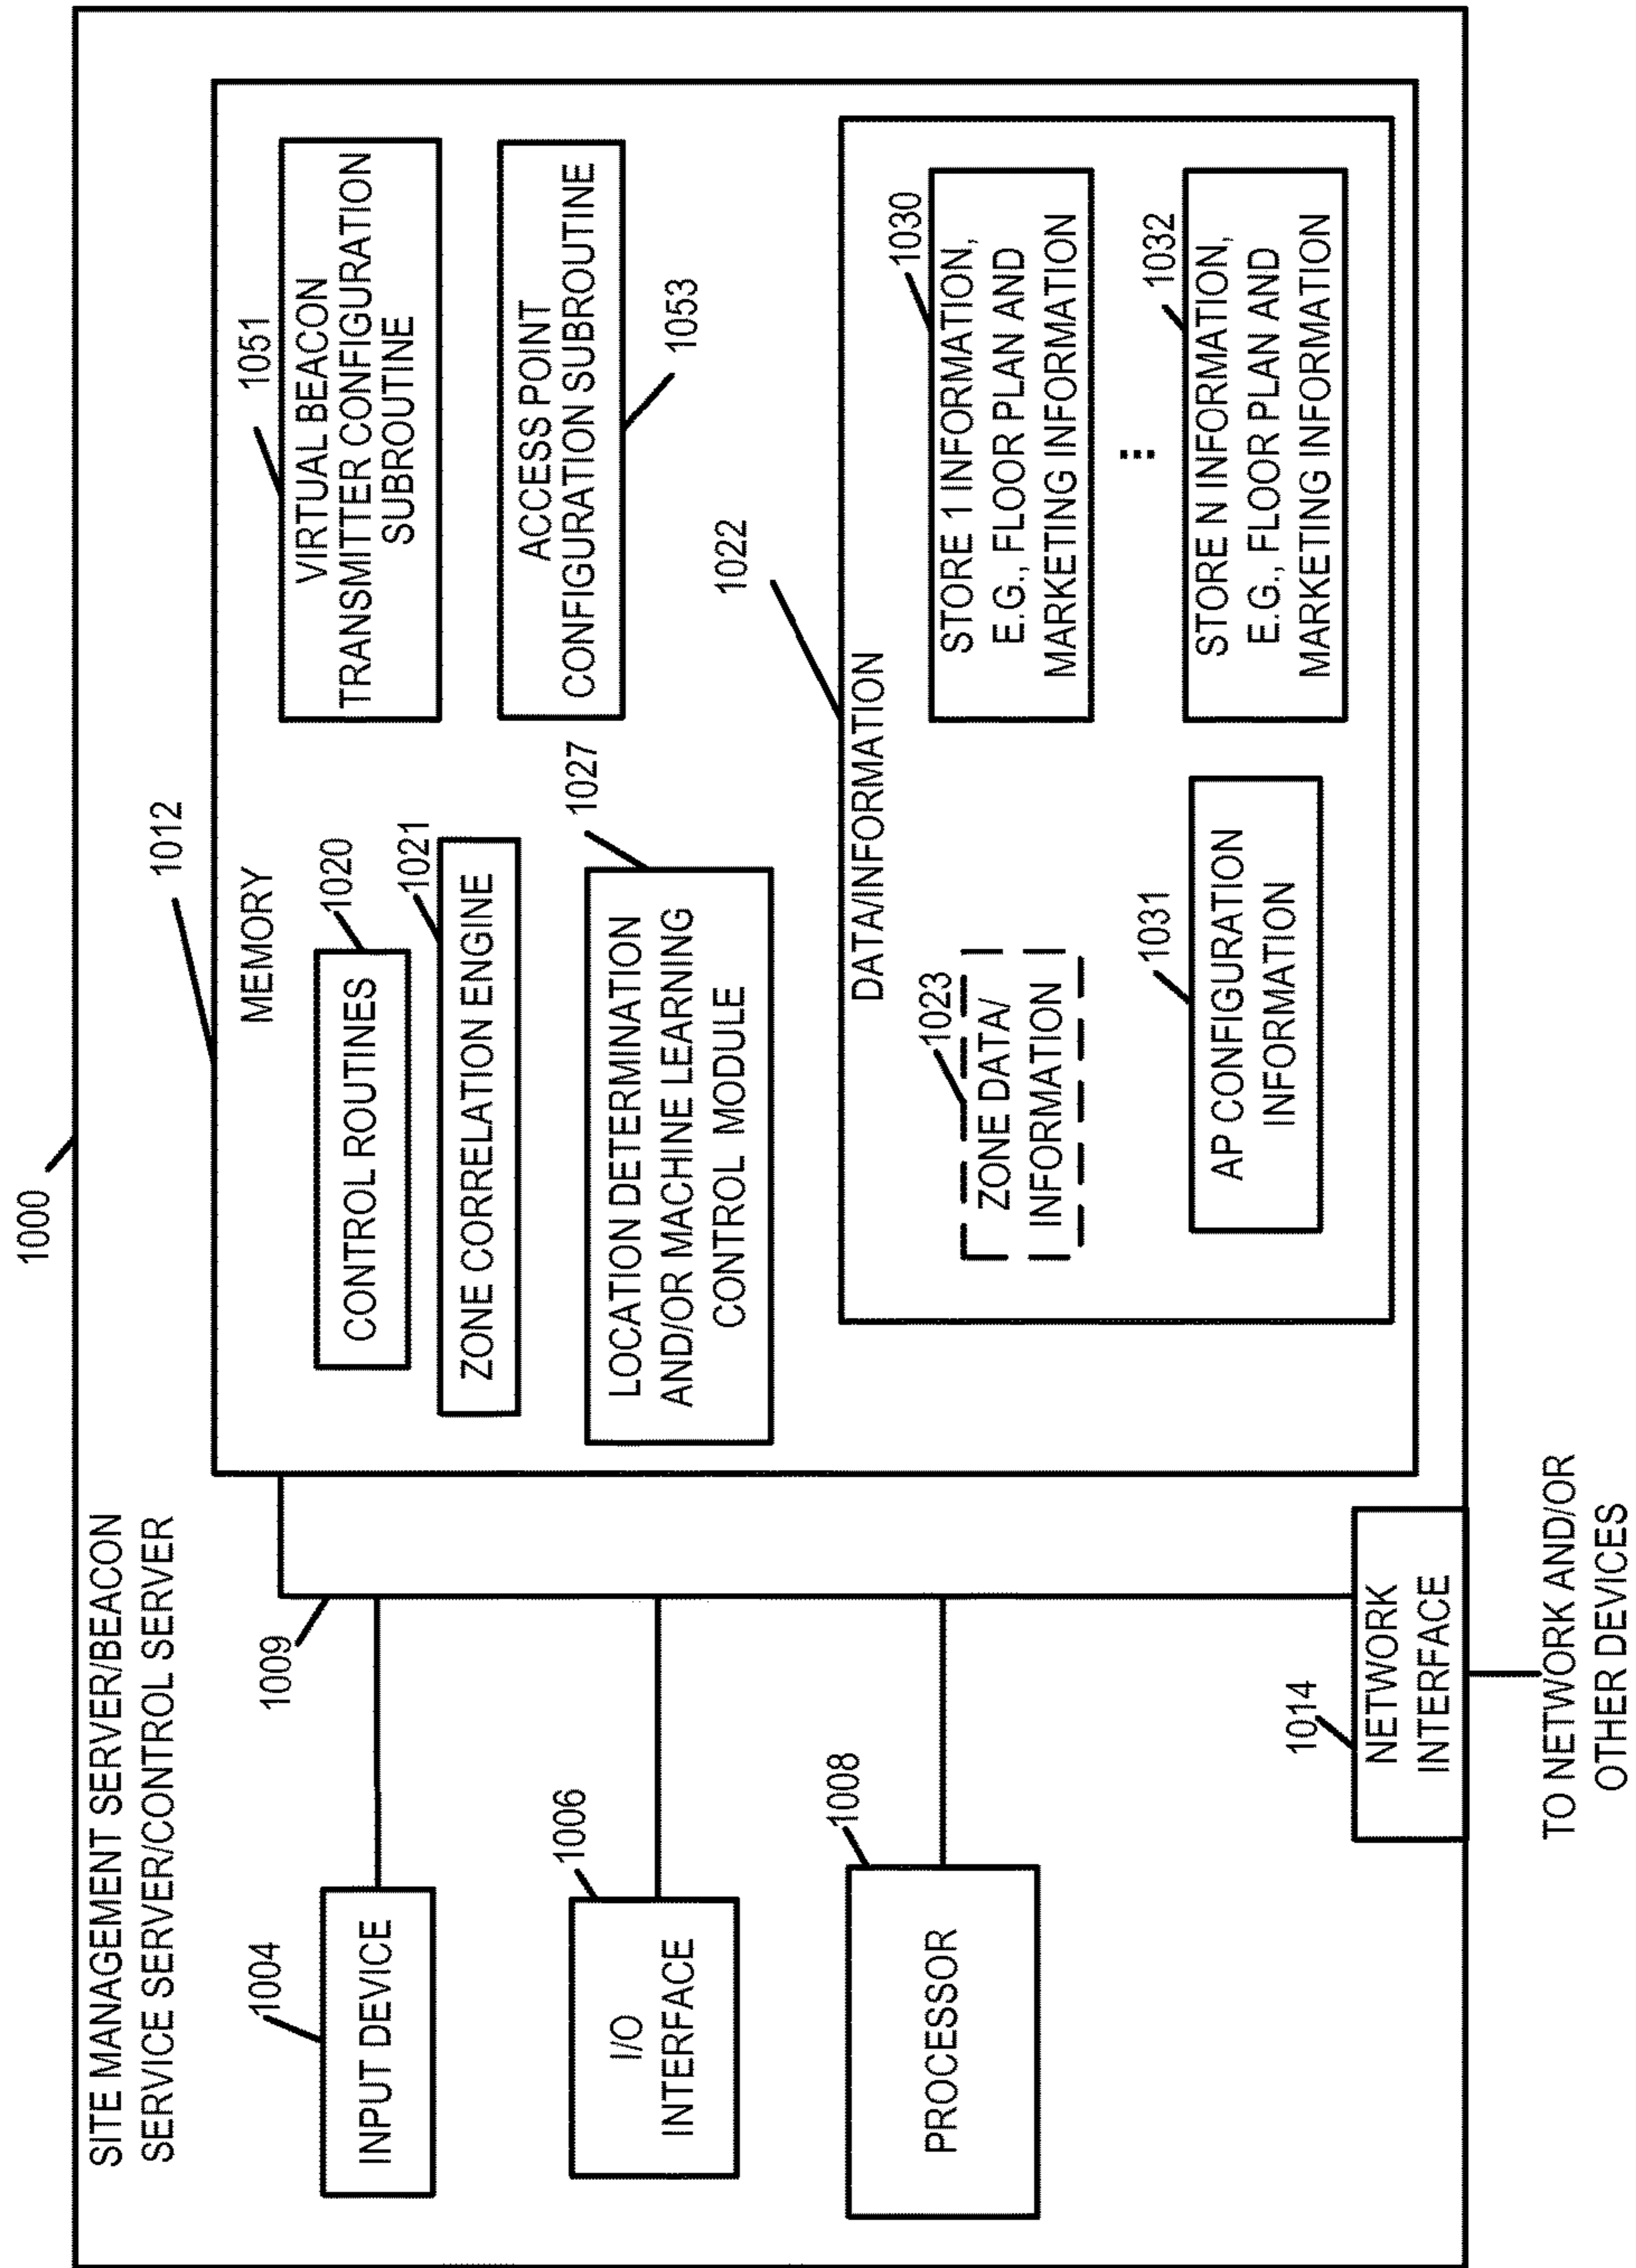 1000
SITE MANAGEMENT SERVER/BEACON
SERVICE SERVER/CONTROL SERVER
1004
INPUT DEVICE
1006
I/O
INTERFACE
1008
PROCESSOR
1009
1014
NETWORK
INTERFACE
TO NETWORK AND/OR
OTHER DEVICES
1012
MEMORY
1020
CONTROL ROUTINES
1021
ZONE CORRELATION ENGINE
1027
LOCATION DETERMINATION
AND/OR MACHINE LEARNING
CONTROL MODULE
1051
VIRTUAL BEACON
TRANSMITTER CONFIGURATION
SUBROUTINE
ACCESS POINT
CONFIGURATION SUBROUTINE
1053
1022
DATA/INFORMATION
1023
ZONE DATA/
INFORMATION
1031
AP CONFIGURATION
INFORMATION
1030
STORE 1 INFORMATION,
E.G., FLOOR PLAN AND
MARKETING INFORMATION
...
1032
STORE N INFORMATION,
E.G., FLOOR PLAN AND
MARKETING INFORMATION